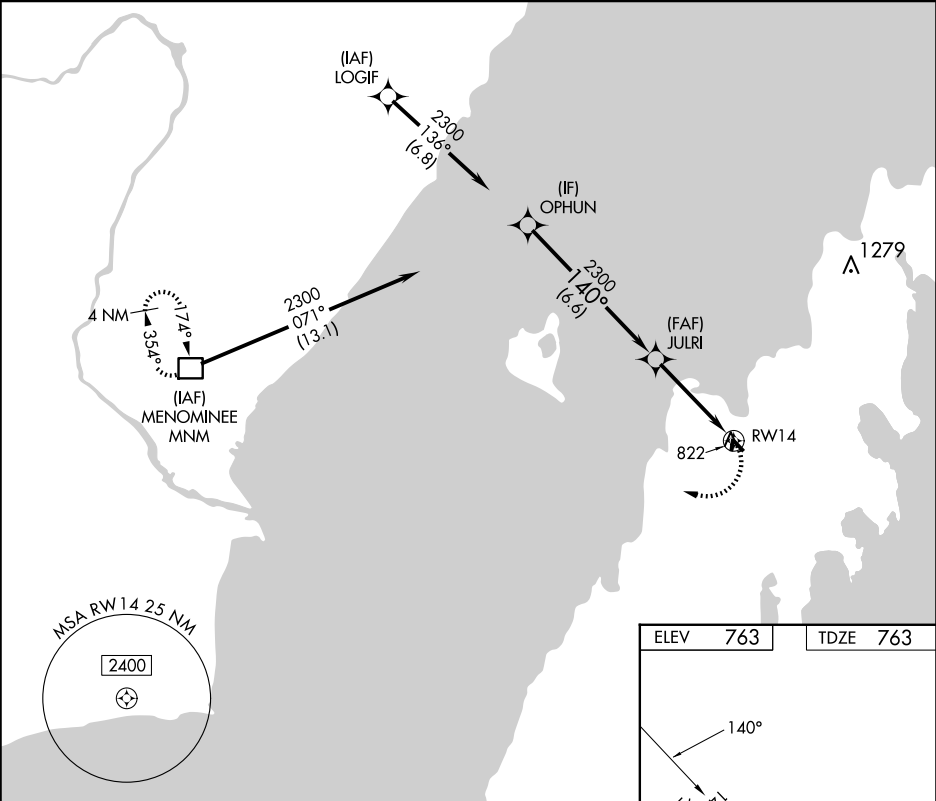 (IAF)
LOGIF
2300
136°
(6.8)
(IF)
OPHUN
1279
2300
140°
(6.6)
2300
071°
(13.1)
4 NM
174°
354°
(FAF)
JULRI
(IAF)
MENOMINEE
MNM
RW14
822
MSA RW14 25 NM
2400
ELEV 763
TDZE 763
140°